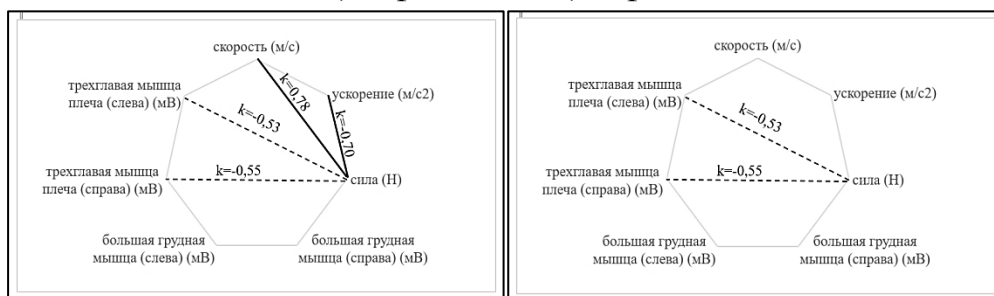 скорость (м/с)
трехглавая мышца
плеча (слева) (мВ)
ускорение (м/с2)
k=0,78
k=-0,53
k=-0,70
трехглавая мышца
плеча (справа) (мВ)
k=-0,55
сила (Н)
большая грудная
мышца (слева) (мВ)
большая грудная
мышца (справа) (мВ)
скорость (м/с)
трехглавая мышца
плеча (слева) (мВ)
ускорение (м/с2)
k=-0,53
трехглавая мышца
плеча (справа) (мВ)
k=-0,55
сила (Н)
большая грудная
мышца (слева) (мВ)
большая грудная
мышца (справа) (мВ)